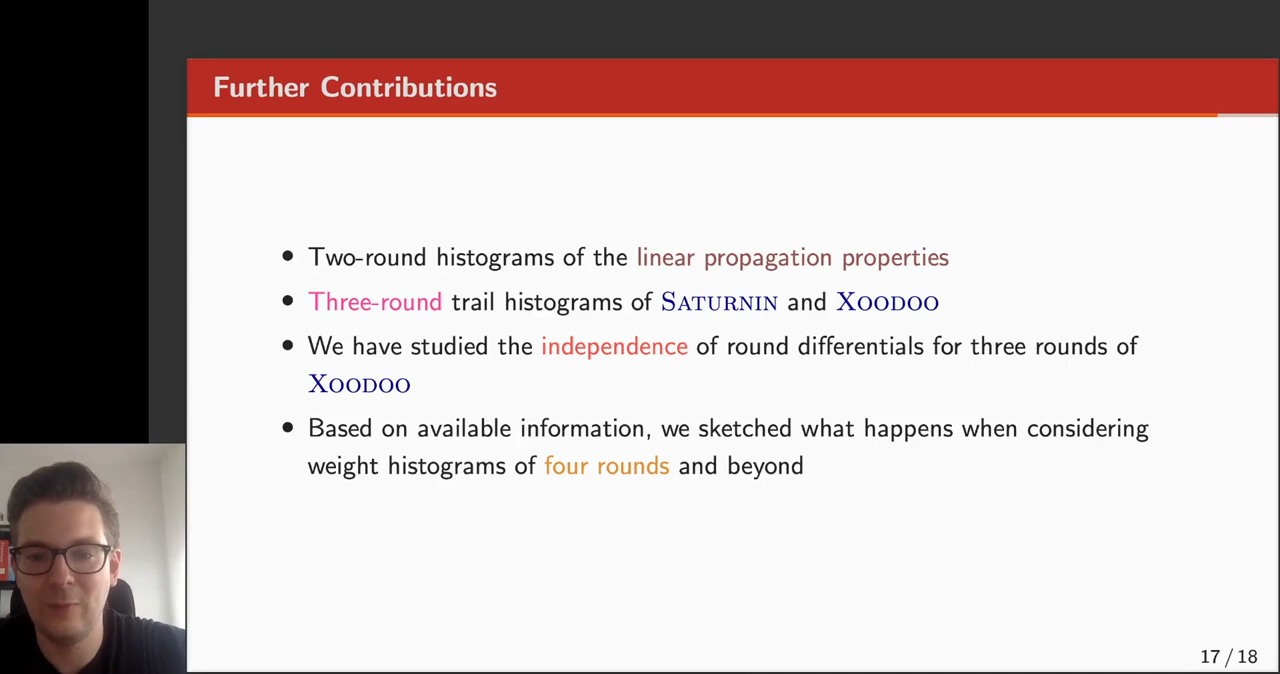 Further Contributions
• Two-round histograms of the linear propagation properties
• Three-round trail histograms of SATURNIN and XOODOO
• We have studied the independence of round differentials for three rounds of
XOODOO
• Based on available information, we sketched what happens when considering
weight histograms of four rounds and beyond
17 / 18